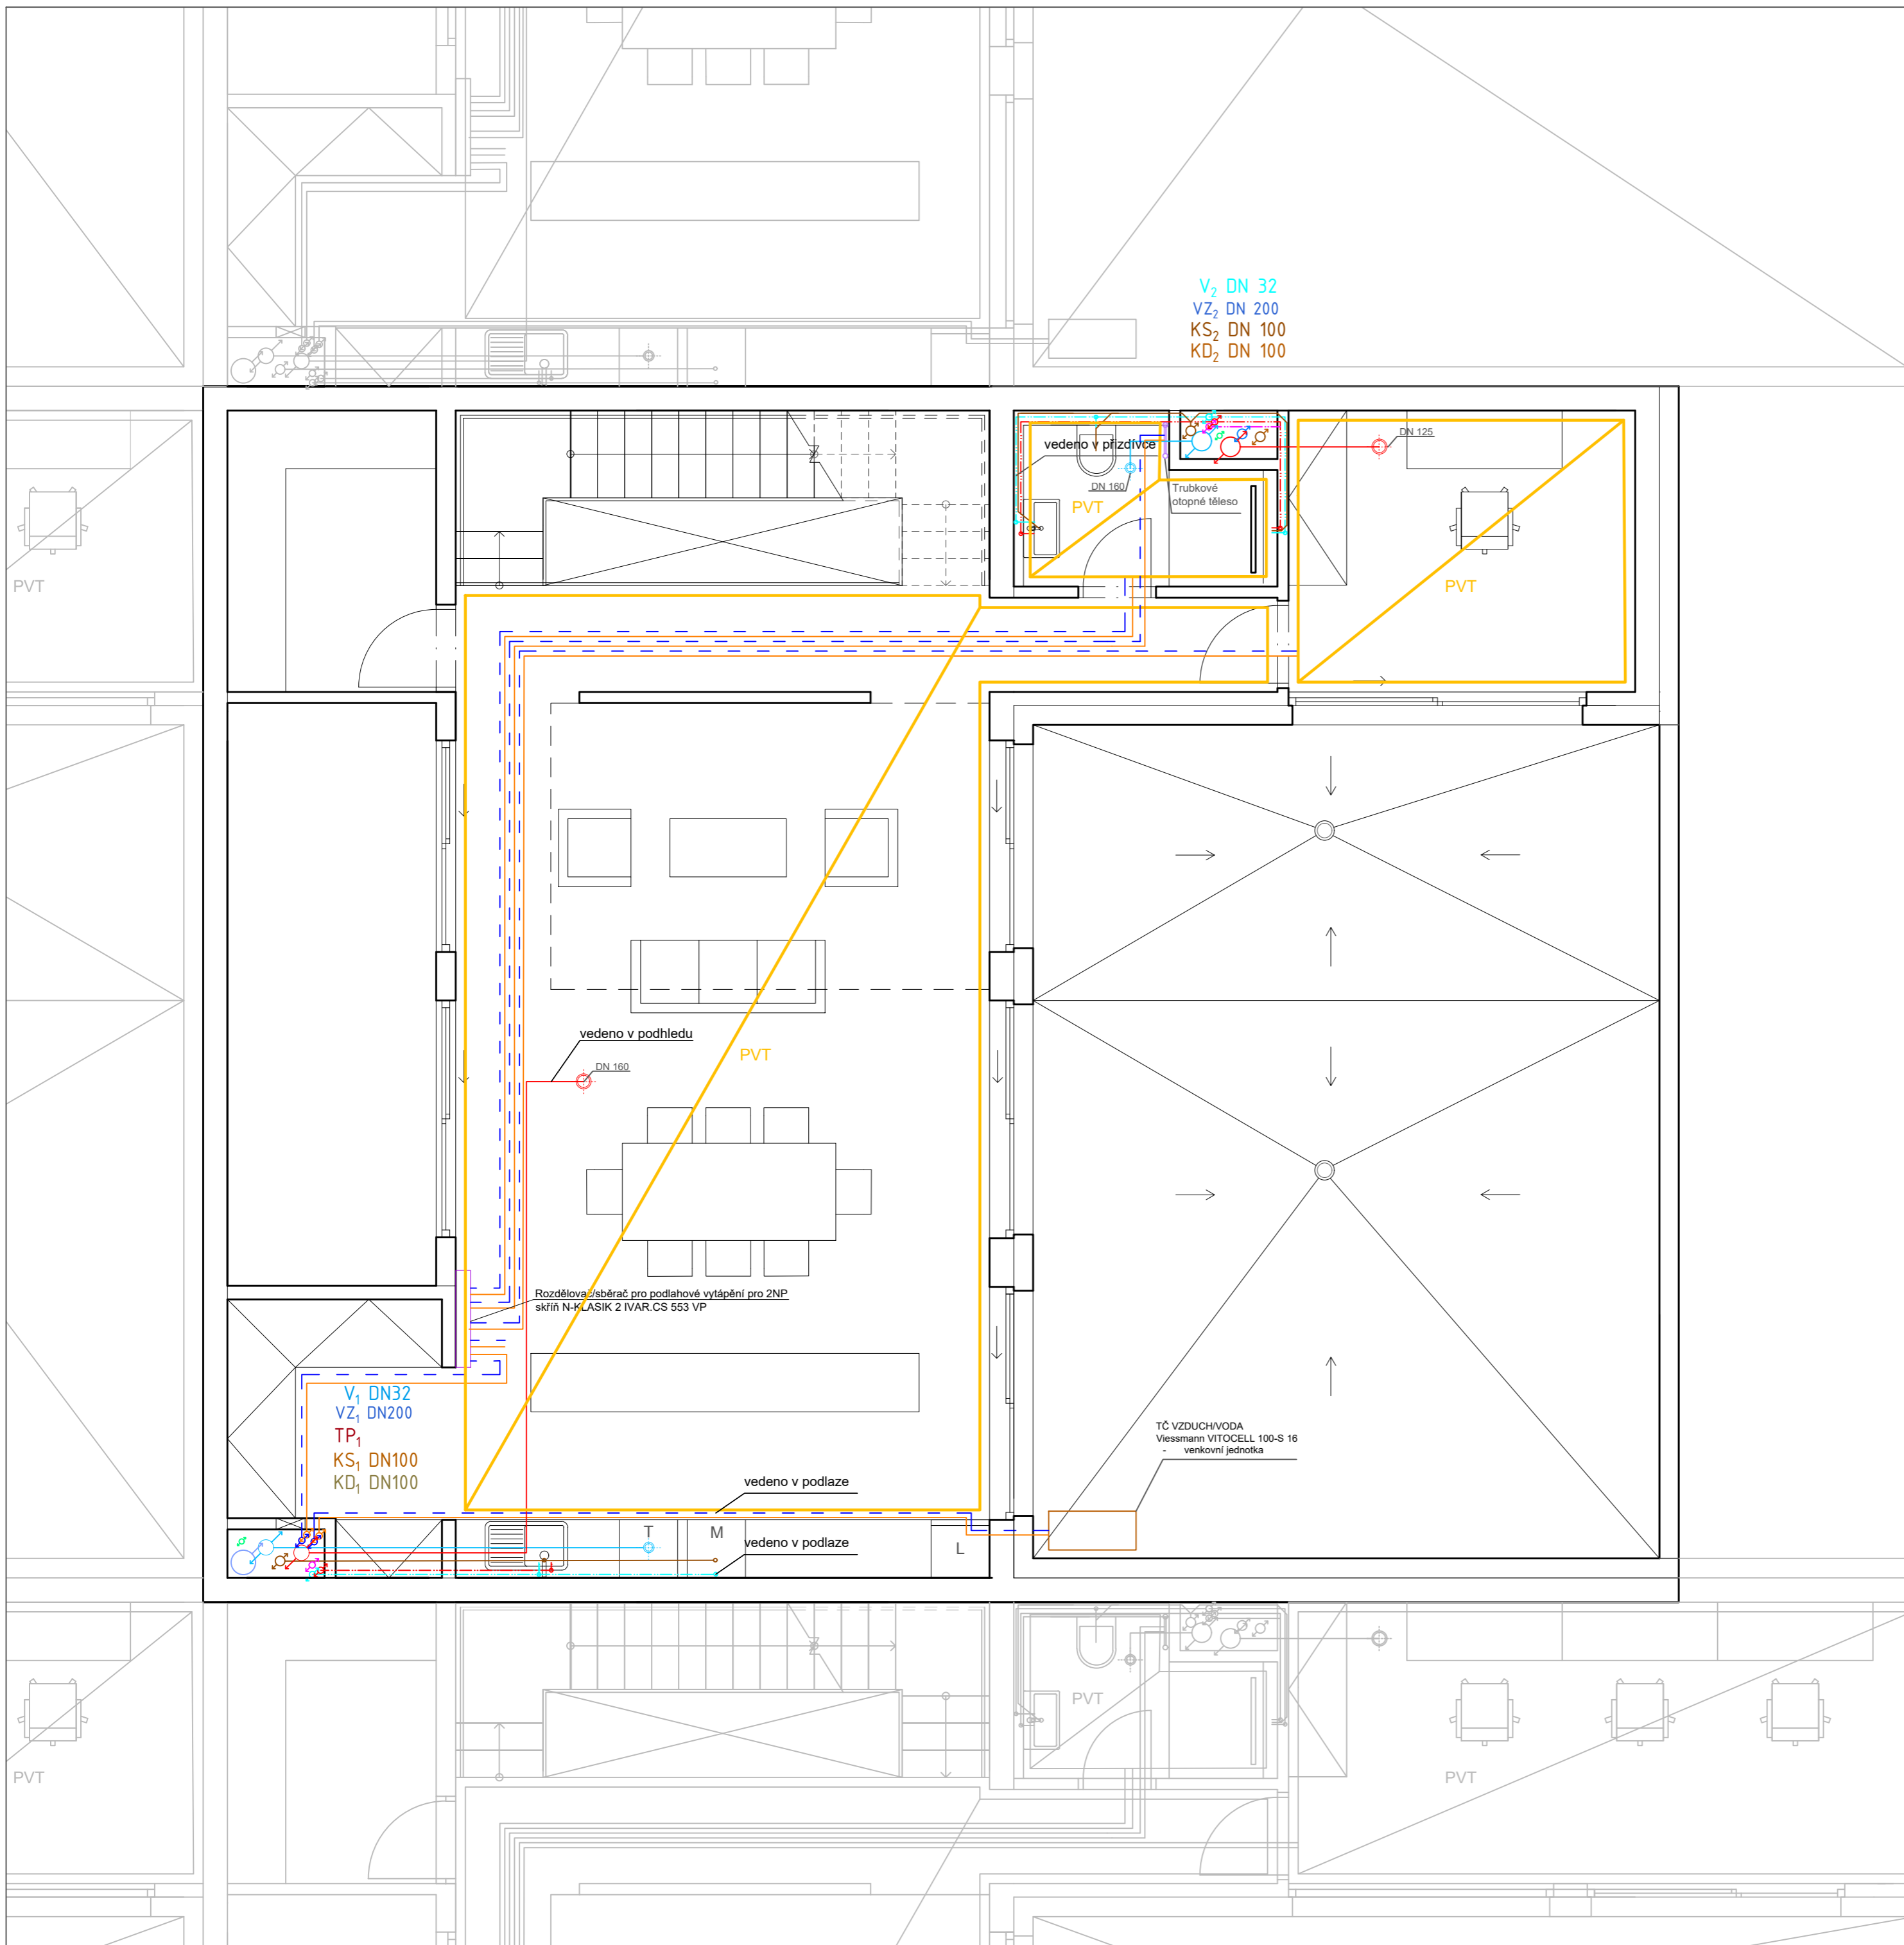 V₂ DN 32
VZ₂ DN 200
KS₂ DN 100
KD₂ DN 100
DN 125
vedeno v přizdívce
DN 160
Trubkové
otopné těleso
PVT
PVT
PVT
vedeno v podhledu
DN 160
PVT
Rozdělovač/sběrač pro podlahové vytápění pro 2NP
skříň N-KLASIK 2 IVAR.CS 553 VP
V₁ DN32
VZ₁ DN200
TP₁
KS₁ DN100
KD₁ DN100
TČ VZDUCH/VODA
Viessmann VITOCELL 100-S 16
- venkovní jednotka
vedeno v podlaze
T
M
vedeno v podlaze
L
PVT
PVT
PVT